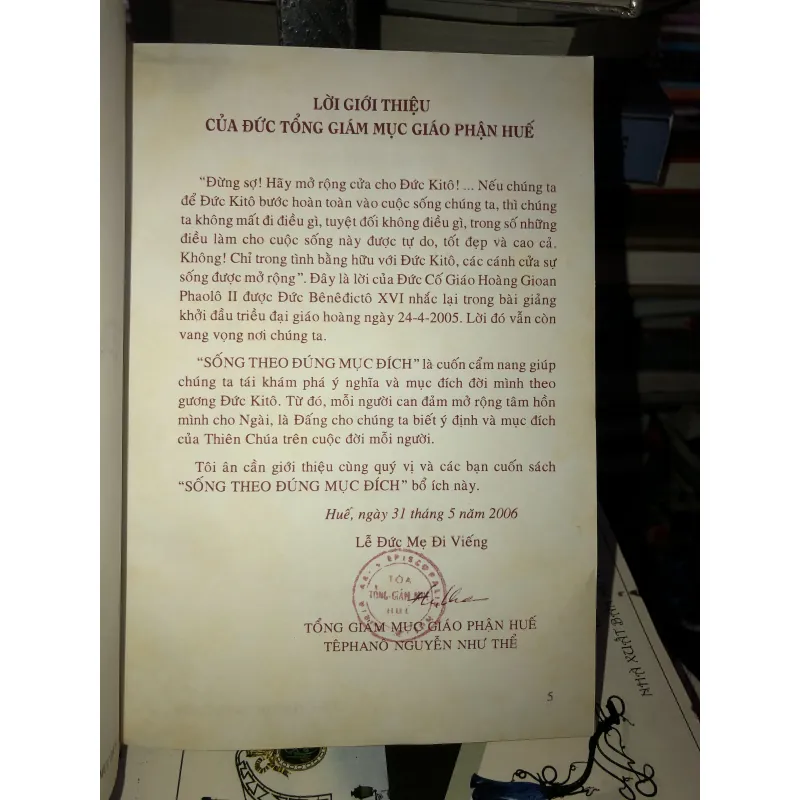 LỜI GIỚI THIỆU
CỦA ĐỨC TỔNG GIÁM MỤC GIÁO PHẬN HUẾ
“Đừng sợ! Hãy mở rộng cửa cho Đức Kitô! ... Nếu chúng ta
để Đức Kitô bước hoàn toàn vào cuộc sống chúng ta, thì chúng
ta không mất đi điều gì, tuyệt đối không điều gì, trong số những
điều làm cho cuộc sống này được tự do, tốt đẹp và cao cả.
Không! Chỉ trong tình bằng hữu với Đức Kitô, các cánh cửa sự
sống được mở rộng”. Đây là lời của Đức Cố Giáo Hoàng Gioan
Phaolô II được Đức Bênêđictô XVI nhắc lại trong bài giảng
khởi đầu triều đại giáo hoàng ngày 24-4-2005. Lời đó vẫn còn
vang vọng nơi chúng ta.
“SỐNG THEO ĐÚNG MỤC ĐÍCH” là cuốn cẩm nang giúp
chúng ta tái khám phá ý nghĩa và mục đích đời mình theo
gương Đức Kitô. Từ đó, mỗi người can đảm mở rộng tâm hồn
mình cho Ngài, là Đấng cho chúng ta biết ý định và mục đích
của Thiên Chúa trên cuộc đời mỗi người.
Tôi ân cần giới thiệu cùng quý vị và các bạn cuốn sách
“SỐNG THEO ĐÚNG MỤC ĐÍCH” bổ ích này.
Huế, ngày 31 tháng 5 năm 2006
Lễ Đức Mẹ Đi Viếng
EPISCOPALIS
TÒA
TỔNG GIÁM MỤC
HUẾ
TỔNG GIÁM MỤC GIÁO PHẬN HUẾ
TÊPHANÔ NGUYỄN NHƯ THỂ
5
NHÀ XUẤT BẢN